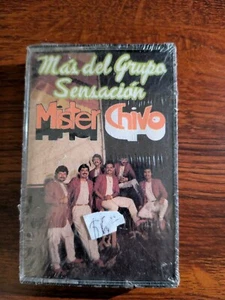 Más del Grupo
Sensación
Mister Chivo